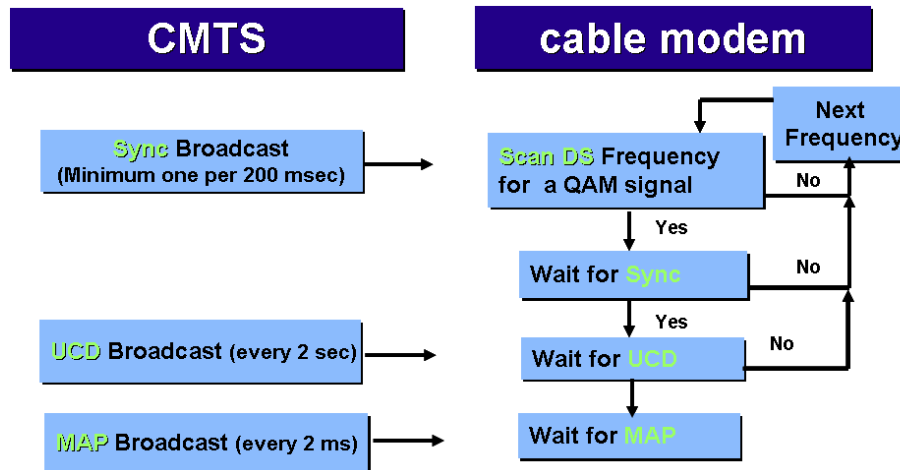 CMTS
cable modem
Next
Frequency
Sync Broadcast
(Minimum one per 200 msec)
Scan DS Frequency
for a QAM signal
No
Yes
Wait for Sync
No
Yes
UCD Broadcast (every 2 sec)
Wait for UCD
No
MAP Broadcast (every 2 ms)
Wait for MAP